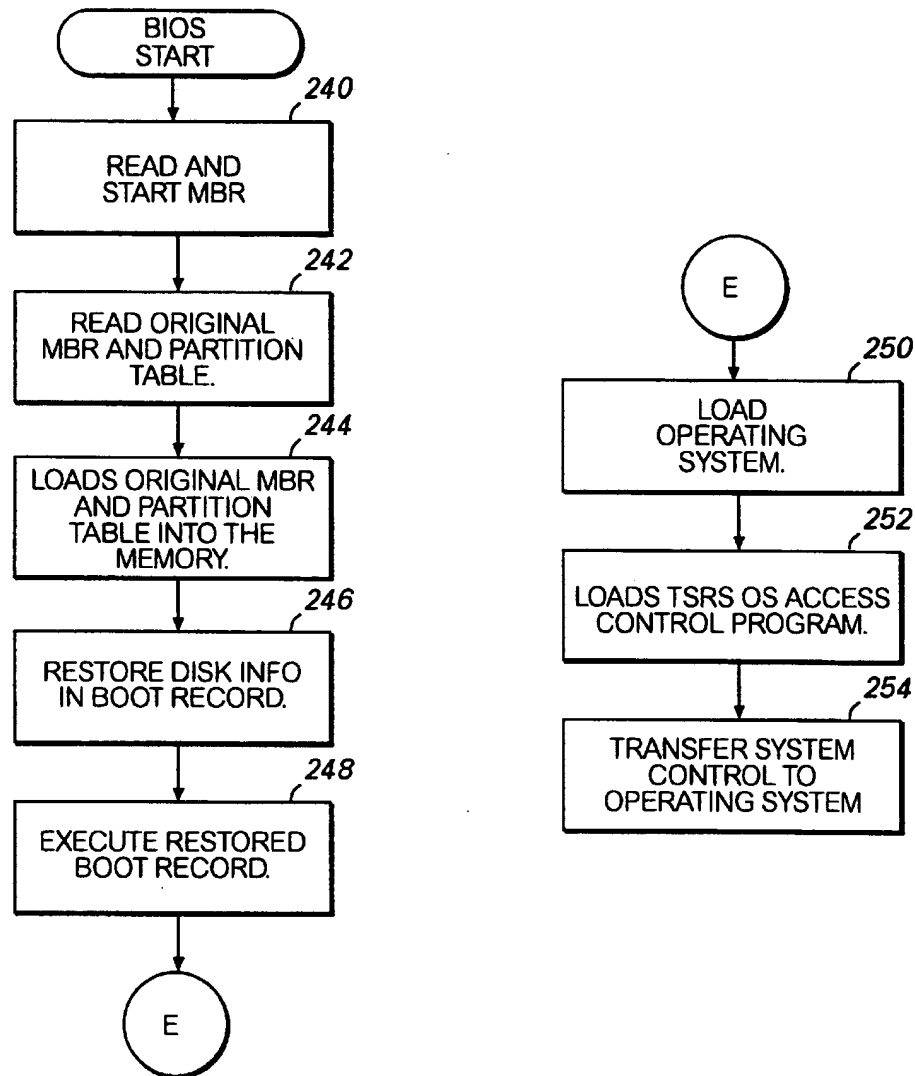 BIOS
START
240
READ AND
START MBR
242
READ ORIGINAL
MBR AND PARTITION
TABLE.
244
LOADS ORIGINAL MBR
AND PARTITION
TABLE INTO THE
MEMORY.
246
RESTORE DISK INFO
IN BOOT RECORD.
248
EXECUTE RESTORED
BOOT RECORD.
E
E
250
LOAD
OPERATING
SYSTEM.
252
LOADS TSRS OS ACCESS
CONTROL PROGRAM.
254
TRANSFER SYSTEM
CONTROL TO
OPERATING SYSTEM